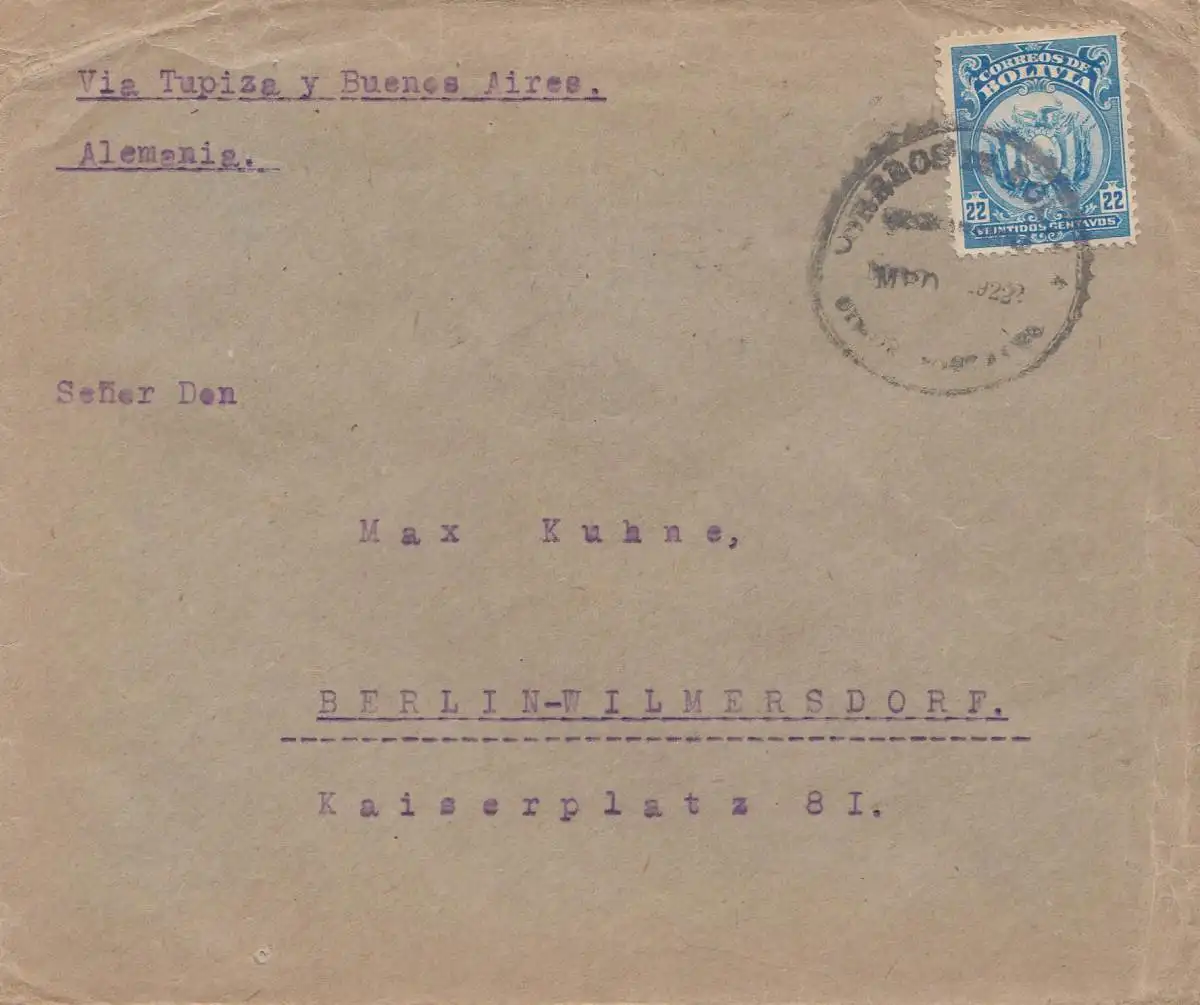 Via Tupiza y Buenos Aires.
Alemania.
CORREOS DE
BOLIVIA
22 22
VEINTIDOS CENTAVOS
CORREOS
Señor Don
Max Kuhne,
BERLIN-WILMERSDORF.
Kaiserplatz 8I.